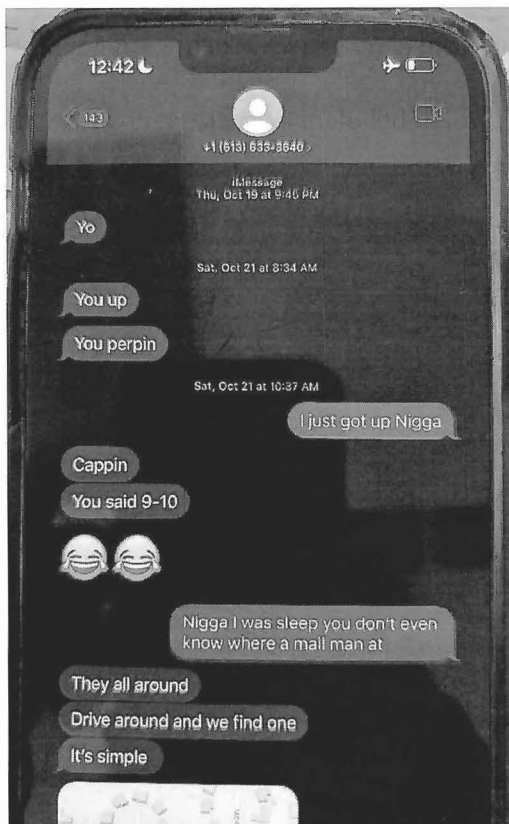 12:42
143
+1 (513) 633-3640
iMessage
Thu, Oct 19 at 9:46 PM
Yo
Sat, Oct 21 at 8:34 AM
You up
You perpin
Sat, Oct 21 at 10:37 AM
I just got up Nigga
Cappin
You said 9-10
Nigga I was sleep you don't even
know where a mail man at
They all around
Drive around and we find one
It's simple